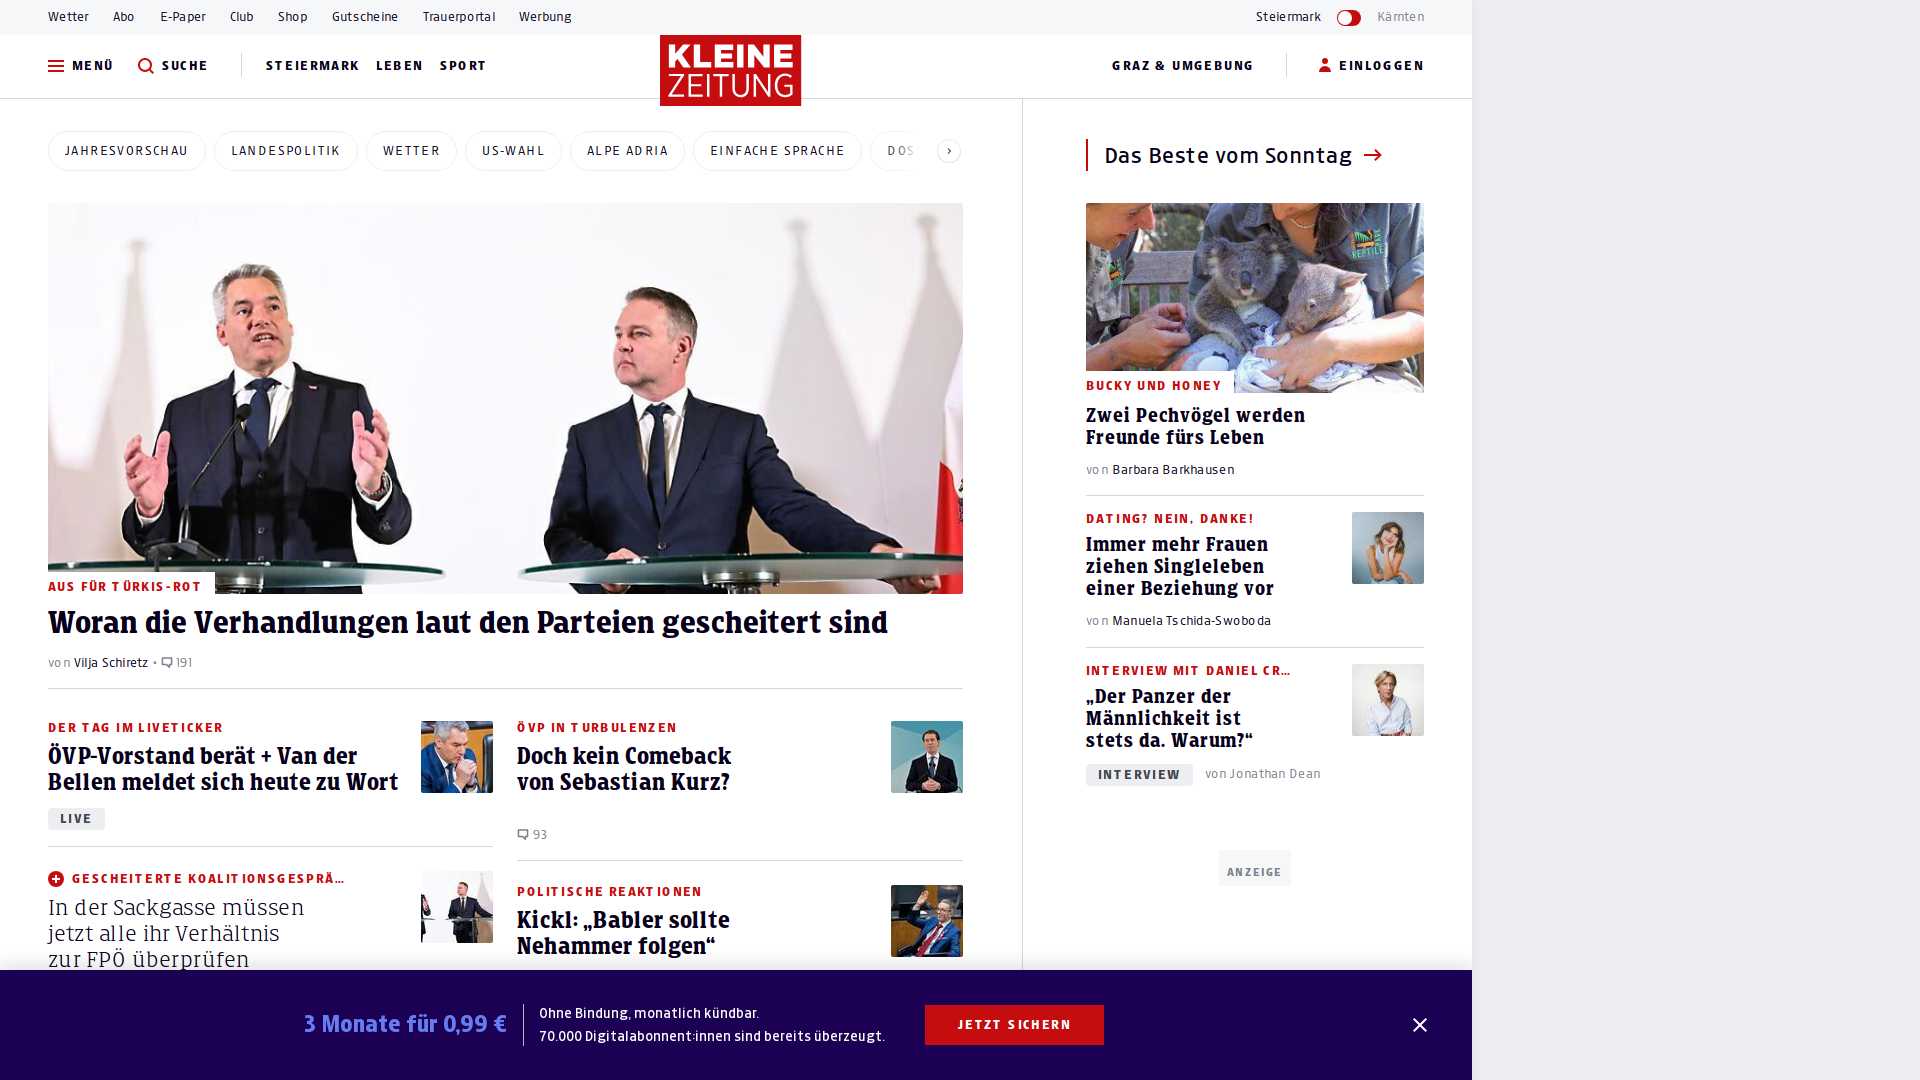 Wetter Abo E-Paper Club Shop Gutscheine Trauerportal Werbung Steiermark Kärnten
MENÜ SUCHE STEIERMARK LEBEN SPORT KLEINE ZEITUNG GRAZ & UMGEBUNG EINLOGGEN
JAHRESVORSCHAU LANDESPOLITIK WETTER US-WAHL ALPE ADRIA EINFACHE SPRACHE DOS
AUS FÜR TÜRKIS-ROT
Woran die Verhandlungen laut den Parteien gescheitert sind
von Vilja Schiretz • 191
DER TAG IM LIVETICKER
ÖVP-Vorstand berät + Van der
Bellen meldet sich heute zu Wort
LIVE
GESCHEITERTE KOALITIONSGESPRÄ...
In der Sackgasse müssen
jetzt alle ihr Verhältnis
zur FPÖ überprüfen
ÖVP IN TURBULENZEN
Doch kein Comeback
von Sebastian Kurz?
93
POLITISCHE REAKTIONEN
Kickl: „Babler sollte
Nehammer folgen“
Das Beste vom Sonntag
REPTILE PARK
BUCKY UND HONEY
Zwei Pechvögel werden
Freunde fürs Leben
von Barbara Barkhausen
DATING? NEIN, DANKE!
Immer mehr Frauen
ziehen Singleleben
einer Beziehung vor
von Manuela Tschida-Swoboda
INTERVIEW MIT DANIEL CR...
„Der Panzer der
Männlichkeit ist
stets da. Warum?“
INTERVIEW von Jonathan Dean
ANZEIGE
3 Monate für 0,99 €
Ohne Bindung, monatlich kündbar.
70.000 Digitalabonnent:innen sind bereits überzeugt.
JETZT SICHERN